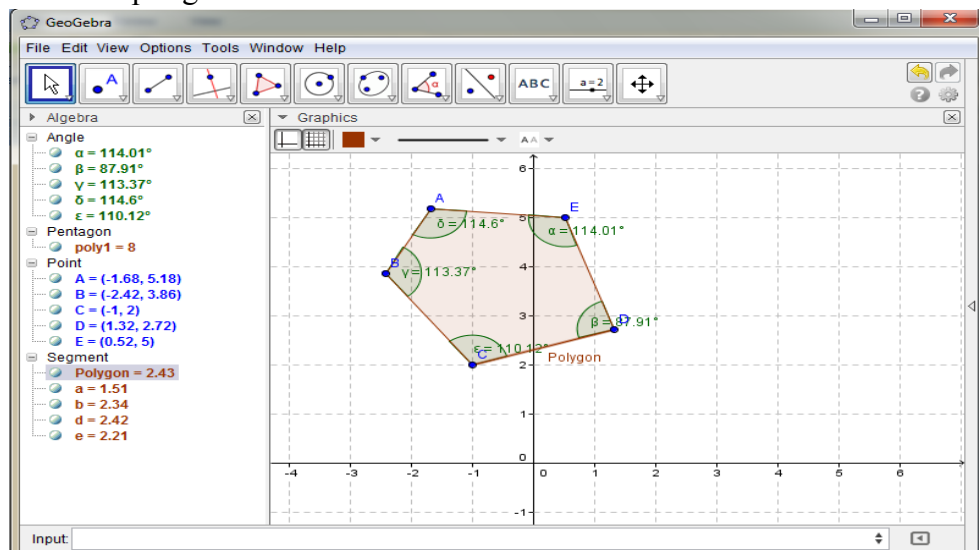 GeoGebra
File Edit View Options Tools Window Help
A
α
ABC
a = 2
Algebra
Graphics
AA
Angle
α = 114.01°
β = 87.91°
γ = 113.37°
δ = 114.6°
ε = 110.12°
Pentagon
poly1 = 8
Point
A = (-1.68, 5.18)
B = (-2.42, 3.86)
C = (-1, 2)
D = (1.32, 2.72)
E = (0.52, 5)
Segment
Polygon = 2.43
a = 1.51
b = 2.34
d = 2.42
e = 2.21
6
A
E
δ = 114.6°
5
α = 114.01°
B
γ = 113.37°
4
3
D
β = 87.91°
ε = 110.12°
C
Polygon
2
1
0
-4 -3 -2 -1 0 1 2 3 4 5 6
-1
Input: